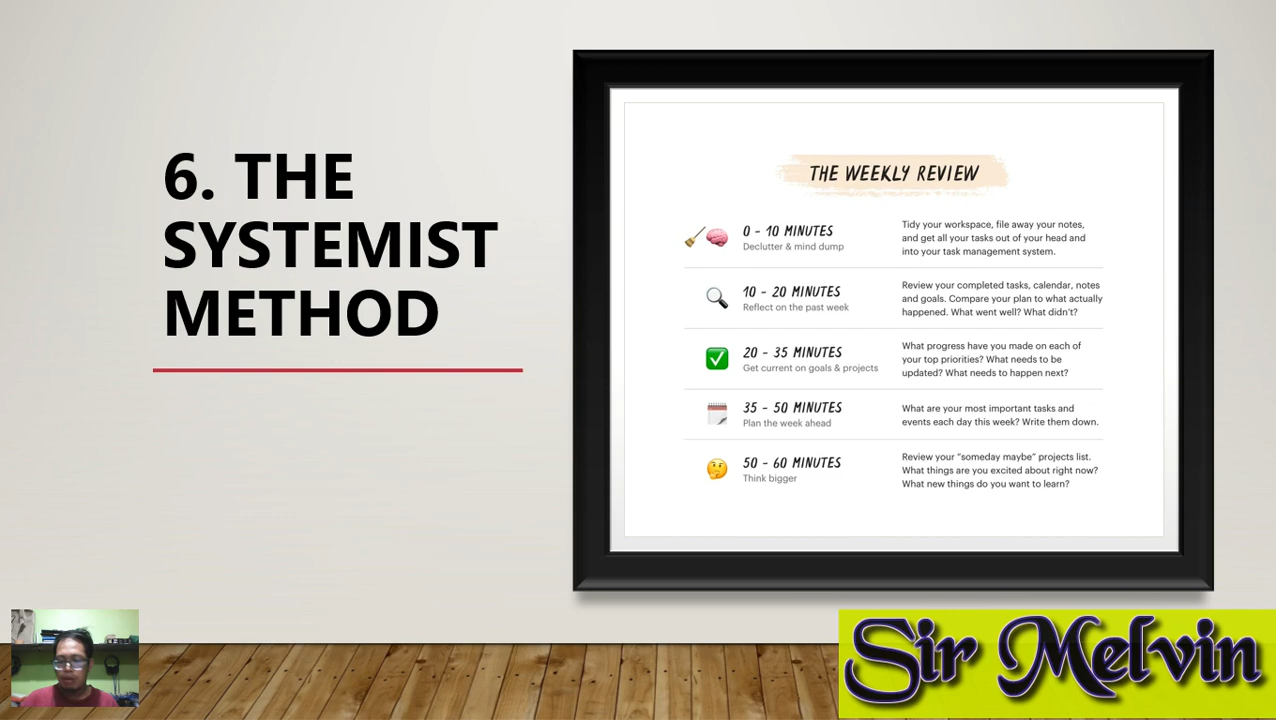 6. THE
SYSTEMIST
METHOD
THE WEEKLY REVIEW
0 - 10 MINUTES
Declutter & mind dump
Tidy your workspace, file away your notes,
and get all your tasks out of your head and
into your task management system.
10 - 20 MINUTES
Reflect on the past week
Review your completed tasks, calendar, notes
and goals. Compare your plan to what actually
happened. What went well? What didn't?
20 - 35 MINUTES
Get current on goals & projects
What progress have you made on each of
your top priorities? What needs to be
updated? What needs to happen next?
35 - 50 MINUTES
Plan the week ahead
What are your most important tasks and
events each day this week? Write them down.
50 - 60 MINUTES
Think bigger
Review your "someday maybe" projects list.
What things are you excited about right now?
What new things do you want to learn?
Sir Melvin